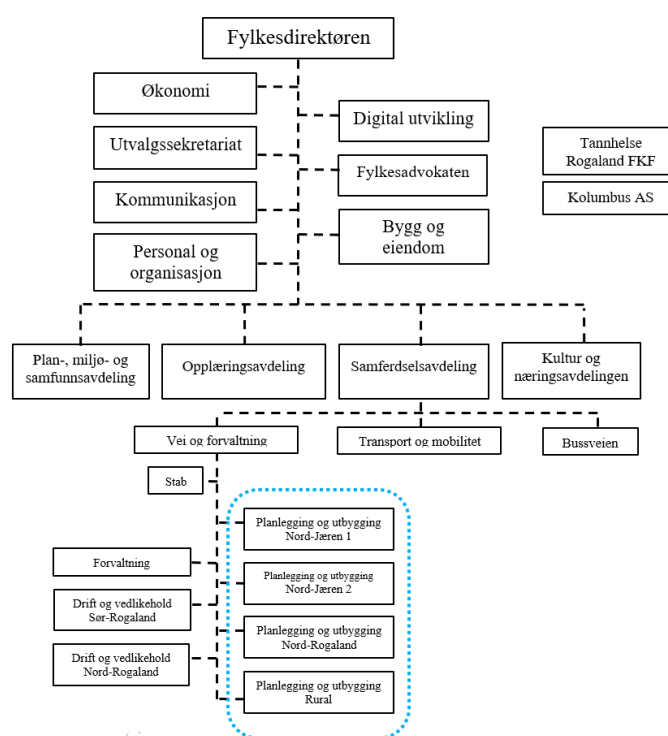 Fylkesdirektøren
Økonomi
Digital utvikling
Utvalgssekretariat
Tannhelse
Rogaland FKF
Fylkesadvokaten
Kommunikasjon
Kolumbus AS
Bygg og
eiendom
Personal og
organisasjon
Plan-, miljø- og
samfunnsavdeling
Opplæringsavdeling
Samferdselsavdeling
Kultur og
næringsavdelingen
Vei og forvaltning
Transport og mobilitet
Bussveien
Stab
Planlegging og utbygging
Nord-Jæren 1
Forvaltning
Planlegging og utbygging
Nord-Jæren 2
Drift og vedlikehold
Sør-Rogaland
Planlegging og utbygging
Nord-Rogaland
Drift og vedlikehold
Nord-Rogaland
Planlegging og utbygging
Rural